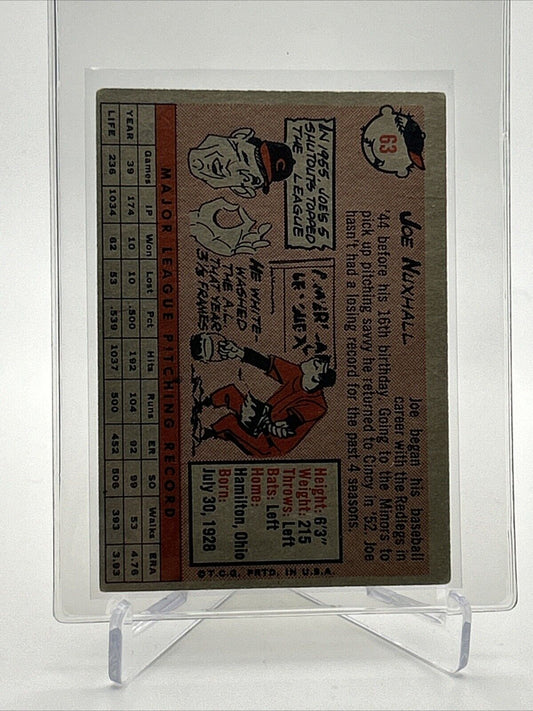 63
JOE NUXHALL
Joe began his baseball
career with the Redlegs in
'44 before his 16th birthday. Going to the Minors to
pick up pitching savvy he returned to Cincy in '52. Joe
hasn't had a losing record for the past 4 seasons.
IN 1955 JOE'S 5
SHUTOUTS TOPPED
THE LEAGUE
C
HE WHITE-
WASHED
THE A.L.
THAT YEAR
3⅓ FRAMES
Height: 6'3"
Weight: 215
Throws: Left
Bats: Left
Home:
Hamilton, Ohio
Born:
July 30, 1928
MAJOR LEAGUE PITCHING RECORD
Games IP Won Lost Pct Hits Runs ER SO Walks ERA
YEAR 39 174 10 10 .500 192 104 92 99 53 4.76
LIFE 236 1034 62 53 .539 1037 500 452 506 393 3.93
©T.C.G. PRTD. IN U.S.A.